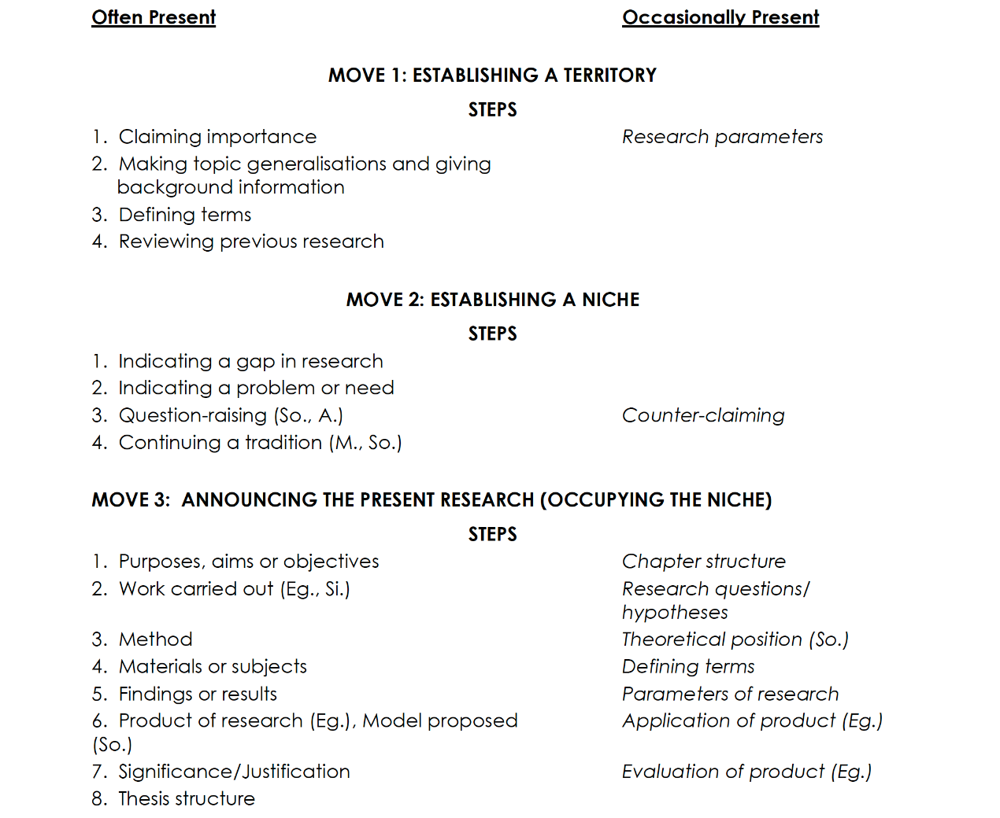 Often Present Occasionally Present
MOVE 1: ESTABLISHING A TERRITORY
STEPS
1. Claiming importance Research parameters
2. Making topic generalisations and giving
background information
3. Defining terms
4. Reviewing previous research
MOVE 2: ESTABLISHING A NICHE
STEPS
1. Indicating a gap in research
2. Indicating a problem or need
3. Question-raising (So., A.) Counter-claiming
4. Continuing a tradition (M., So.)
MOVE 3: ANNOUNCING THE PRESENT RESEARCH (OCCUPYING THE NICHE)
STEPS
1. Purposes, aims or objectives Chapter structure
2. Work carried out (Eg., Si.) Research questions/
hypotheses
3. Method Theoretical position (So.)
4. Materials or subjects Defining terms
5. Findings or results Parameters of research
6. Product of research (Eg.), Model proposed Application of product (Eg.)
(So.)
7. Significance/Justification Evaluation of product (Eg.)
8. Thesis structure